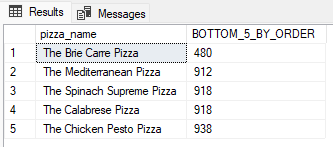 Results Messages
pizza_name BOTTOM_5_BY_ORDER
1 The Brie Carre Pizza 480
2 The Mediterranean Pizza 912
3 The Spinach Supreme Pizza 918
4 The Calabrese Pizza 918
5 The Chicken Pesto Pizza 938